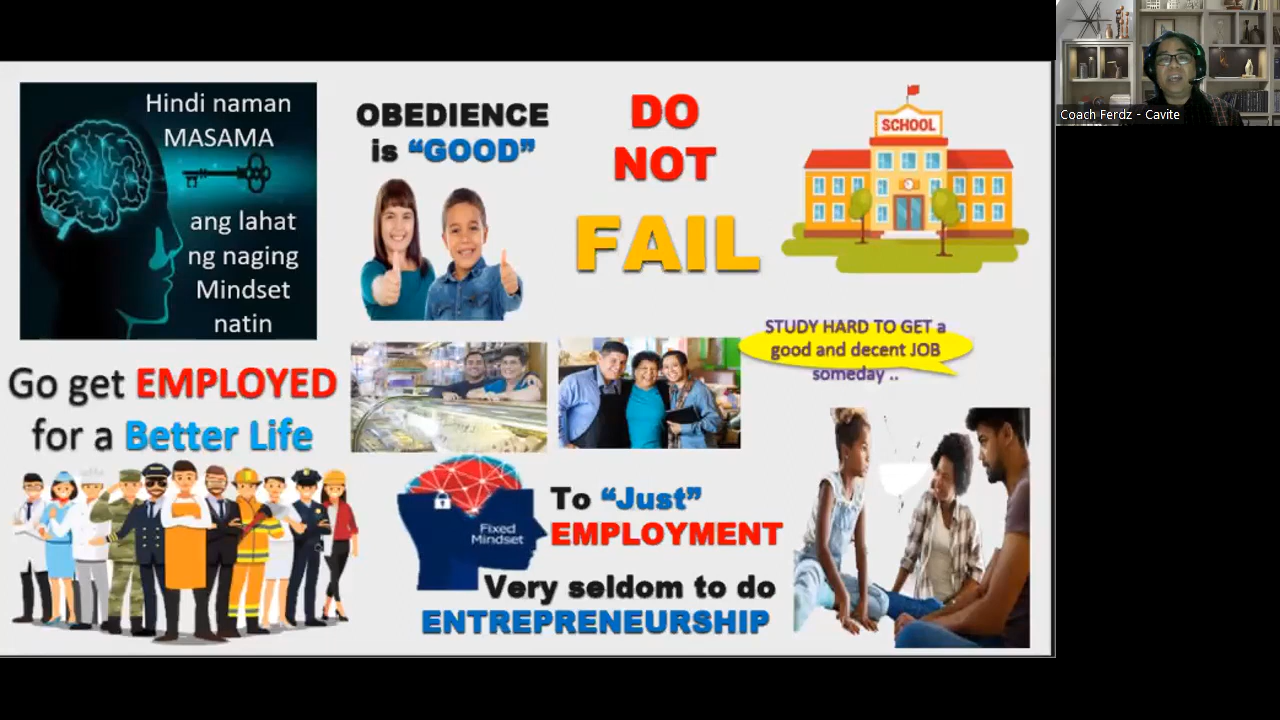 Hindi naman
MASAMA
ang lahat
ng naging
Mindset
natin
OBEDIENCE
is “GOOD”
DO
NOT
FAIL
SCHOOL
Coach Ferdz - Cavite
STUDY HARD TO GET a
good and decent JOB
someday ..
Go get EMPLOYED
for a Better Life
Fixed
Mindset
To “Just”
EMPLOYMENT
Very seldom to do
ENTREPRENEURSHIP